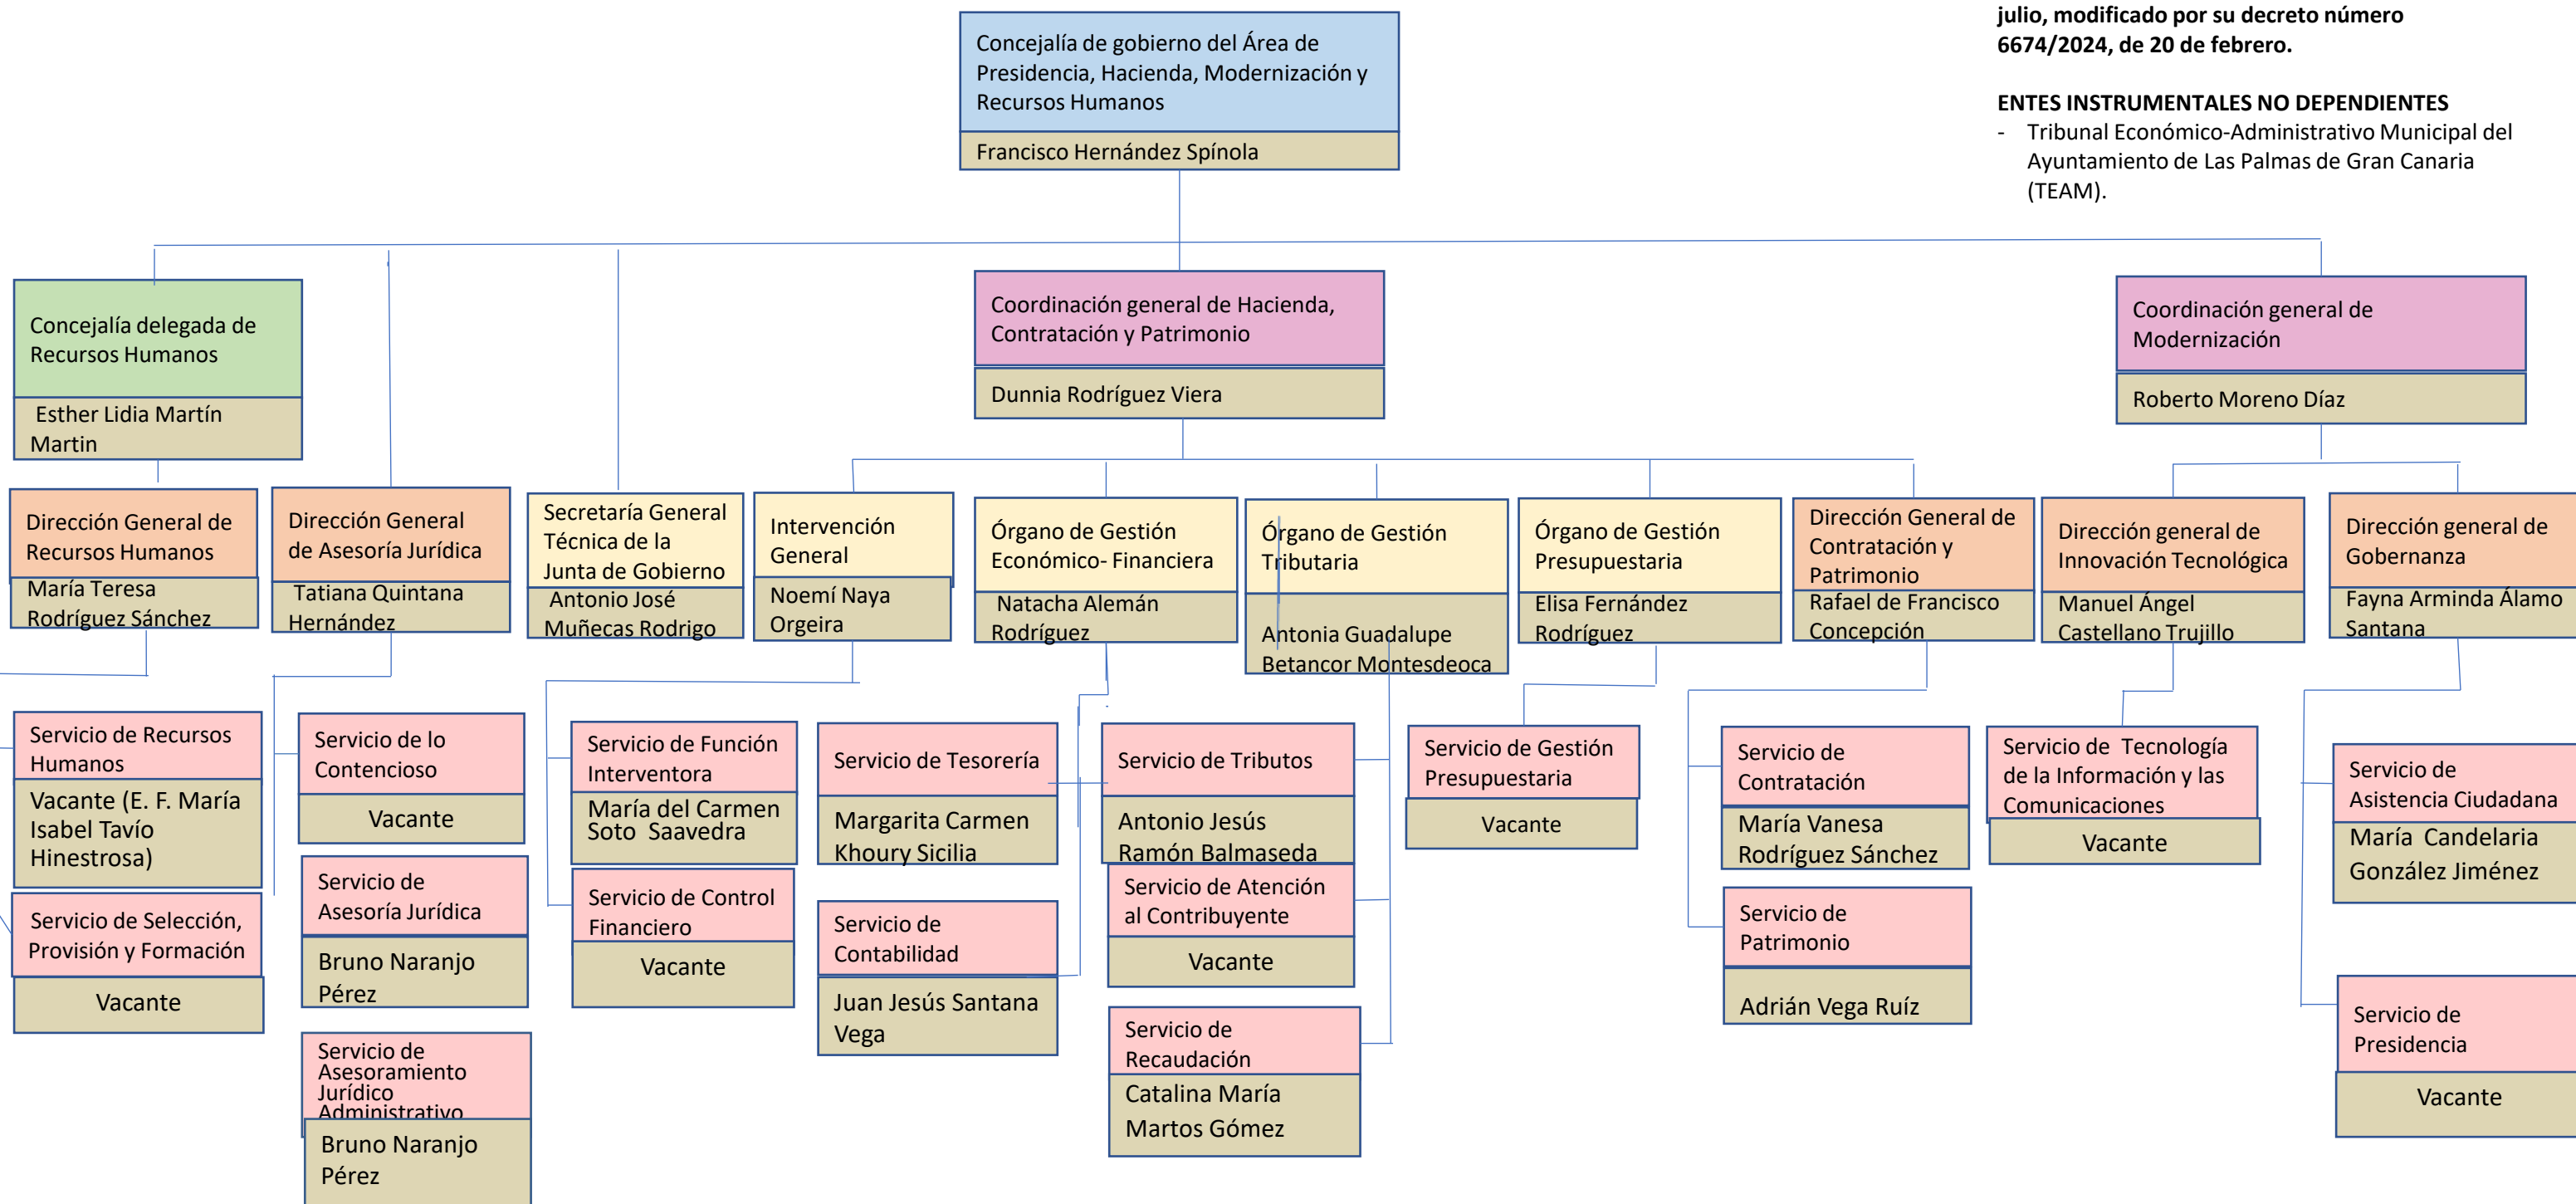 julio, modificado por su decreto número
6674/2024, de 20 de febrero.
ENTES INSTRUMENTALES NO DEPENDIENTES
- Tribunal Económico-Administrativo Municipal del
Ayuntamiento de Las Palmas de Gran Canaria
(TEAM).
Concejalía de gobierno del Área de
Presidencia, Hacienda, Modernización y
Recursos Humanos
Francisco Hernández Spínola
Concejalía delegada de
Recursos Humanos
Esther Lidia Martín
Martin
Coordinación general de Hacienda,
Contratación y Patrimonio
Dunnia Rodríguez Viera
Coordinación general de
Modernización
Roberto Moreno Díaz
Dirección General de
Recursos Humanos
María Teresa
Rodríguez Sánchez
Dirección General
de Asesoría Jurídica
Tatiana Quintana
Hernández
Secretaría General
Técnica de la
Junta de Gobierno
Antonio José
Muñecas Rodrigo
Intervención
General
Noemí Naya
Orgeira
Órgano de Gestión
Económico- Financiera
Natacha Alemán
Rodríguez
Órgano de Gestión
Tributaria
Antonia Guadalupe
Betancor Montesdeoca
Órgano de Gestión
Presupuestaria
Elisa Fernández
Rodríguez
Dirección General de
Contratación y
Patrimonio
Rafael de Francisco
Concepción
Dirección general de
Innovación Tecnológica
Manuel Ángel
Castellano Trujillo
Dirección general de
Gobernanza
Fayna Arminda Álamo
Santana
Servicio de Recursos
Humanos
Vacante (E. F. María
Isabel Tavío
Hinestrosa)
Servicio de Selección,
Provisión y Formación
Vacante
Servicio de lo
Contencioso
Vacante
Servicio de
Asesoría Jurídica
Bruno Naranjo
Pérez
Servicio de
Asesoramiento
Jurídico
Administrativo
Bruno Naranjo
Pérez
Servicio de Función
Interventora
María del Carmen
Soto Saavedra
Servicio de Control
Financiero
Vacante
Servicio de Tesorería
Margarita Carmen
Khoury Sicilia
Servicio de
Contabilidad
Juan Jesús Santana
Vega
Servicio de Tributos
Antonio Jesús
Ramón Balmaseda
Servicio de Atención
al Contribuyente
Vacante
Servicio de
Recaudación
Catalina María
Martos Gómez
Servicio de Gestión
Presupuestaria
Vacante
Servicio de
Contratación
María Vanesa
Rodríguez Sánchez
Servicio de
Patrimonio
Adrián Vega Ruíz
Servicio de Tecnología
de la Información y las
Comunicaciones
Vacante
Servicio de
Asistencia Ciudadana
María Candelaria
González Jiménez
Servicio de
Presidencia
Vacante